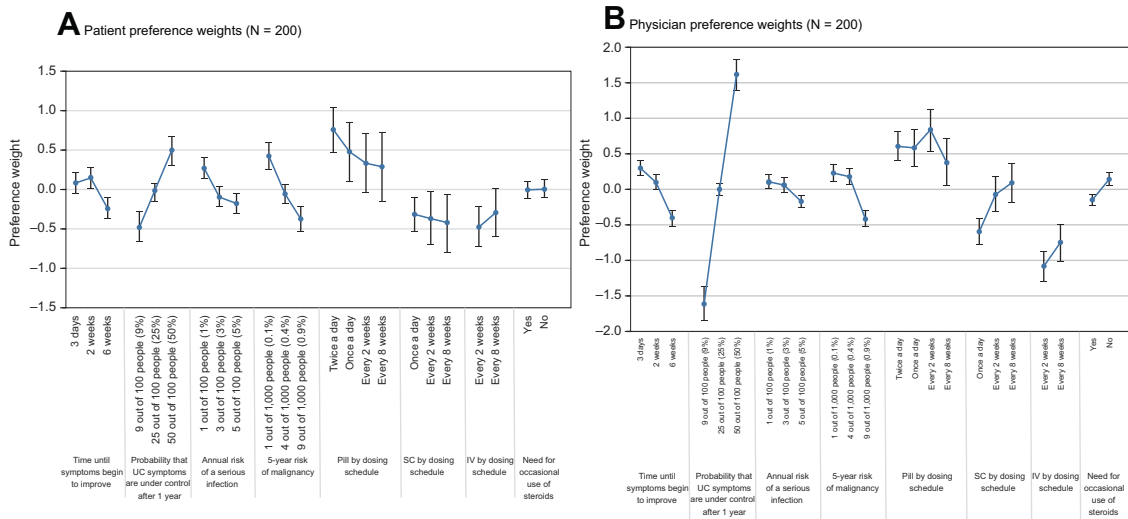 A Patient preference weights (N = 200)
Preference weight
1.5
1.0
0.5
0.0
–0.5
–1.0
–1.5
3 days
2 weeks
6 weeks
9 out of 100 people (9%)
25 out of 100 people (25%)
50 out of 100 people (50%)
1 out of 100 people (1%)
3 out of 100 people (3%)
5 out of 100 people (5%)
1 out of 1,000 people (0.1%)
4 out of 1,000 people (0.4%)
9 out of 1,000 people (0.9%)
Twice a day
Once a day
Every 2 weeks
Every 8 weeks
Once a day
Every 2 weeks
Every 8 weeks
Every 2 weeks
Every 8 weeks
Yes
No
Time until
symptoms begin
to improve
Probability that
UC symptoms
are under control
after 1 year
Annual risk
of a serious
infection
5-year risk
of malignancy
Pill by dosing
schedule
SC by dosing
schedule
IV by dosing
schedule
Need for
occasional
use of
steroids
B Physician preference weights (N = 200)
Preference weight
2.0
1.5
1.0
0.5
0.0
–0.5
–1.0
–1.5
–2.0
3 days
2 weeks
6 weeks
9 out of 100 people (9%)
25 out of 100 people (25%)
50 out of 100 people (50%)
1 out of 100 people (1%)
3 out of 100 people (3%)
5 out of 100 people (5%)
1 out of 1,000 people (0.1%)
4 out of 1,000 people (0.4%)
9 out of 1,000 people (0.9%)
Twice a day
Once a day
Every 2 weeks
Every 8 weeks
Once a day
Every 2 weeks
Every 8 weeks
Every 2 weeks
Every 8 weeks
Yes
No
Time until
symptoms begin
to improve
Probability that
UC symptoms
are under control
after 1 year
Annual risk
of a serious
infection
5-year risk
of malignancy
Pill by dosing
schedule
SC by dosing
schedule
IV by dosing
schedule
Need for
occasional
use of
steroids